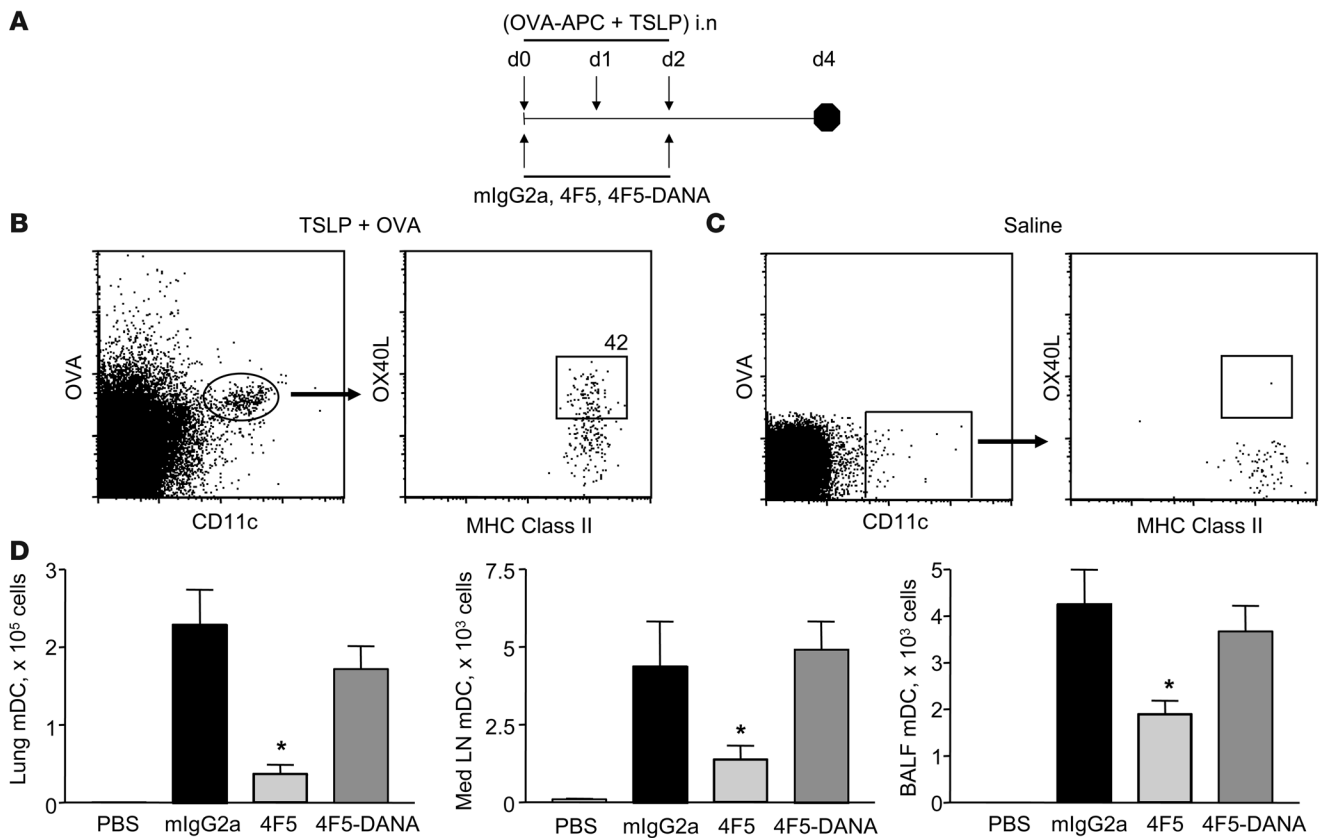 A
(OVA-APC + TSLP) i.n
d0 d1 d2 d4
mIgG2a, 4F5, 4F5-DANA
B
TSLP + OVA
OVA
CD11c
OX40L
42
MHC Class II
C
Saline
OVA
CD11c
OX40L
MHC Class II
D
Lung mDC, x 10⁵ cells
3
2
1
0
PBS mIgG2a 4F5 4F5-DANA
*
Med LN mDC, x 10³ cells
7.5
5
2.5
0
PBS mIgG2a 4F5 4F5-DANA
*
BALF mDC, x 10³ cells
5
4
3
2
1
0
PBS mIgG2a 4F5 4F5-DANA
*